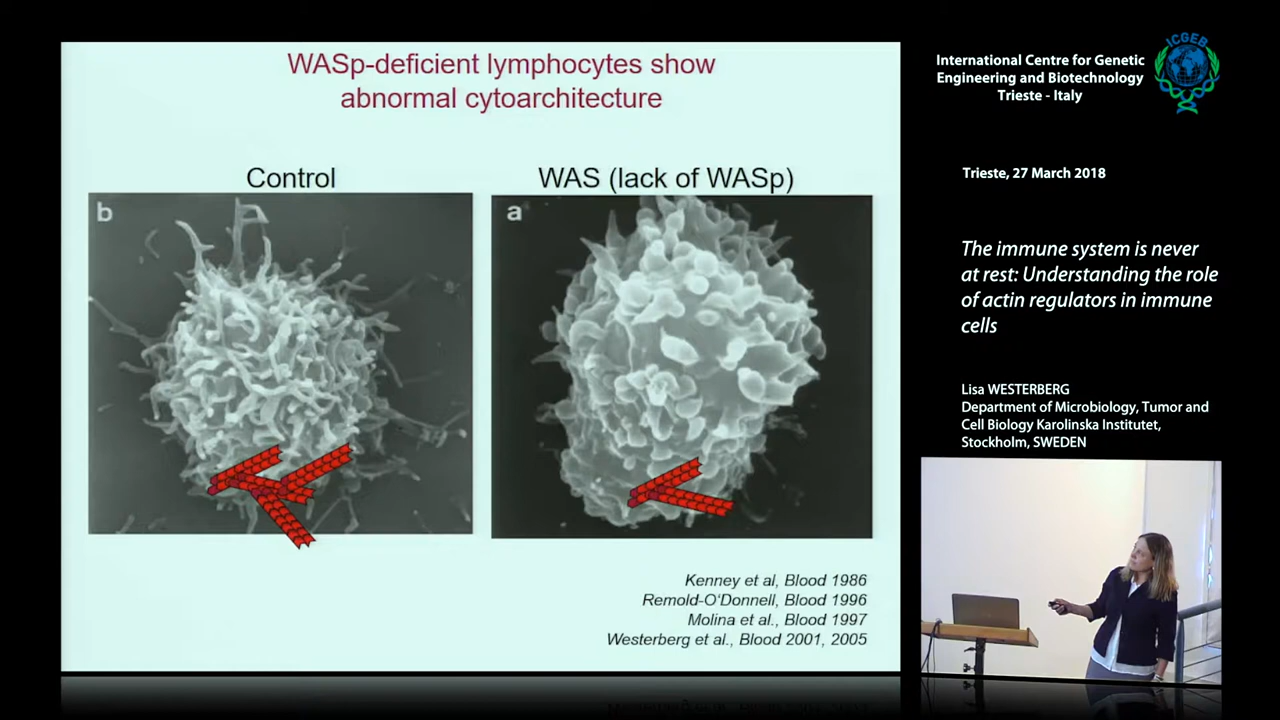 WASp-deficient lymphocytes show
abnormal cytoarchitecture
Control
WAS (lack of WASp)
b
a
Kenney et al, Blood 1986
Remold-O'Donnell, Blood 1996
Molina et al., Blood 1997
Westerberg et al., Blood 2001, 2005
International Centre for Genetic
Engineering and Biotechnology
Trieste - Italy
ICGEB
Trieste, 27 March 2018
The immune system is never
at rest: Understanding the role
of actin regulators in immune
cells
Lisa WESTERBERG
Department of Microbiology, Tumor and
Cell Biology Karolinska Institutet,
Stockholm, SWEDEN